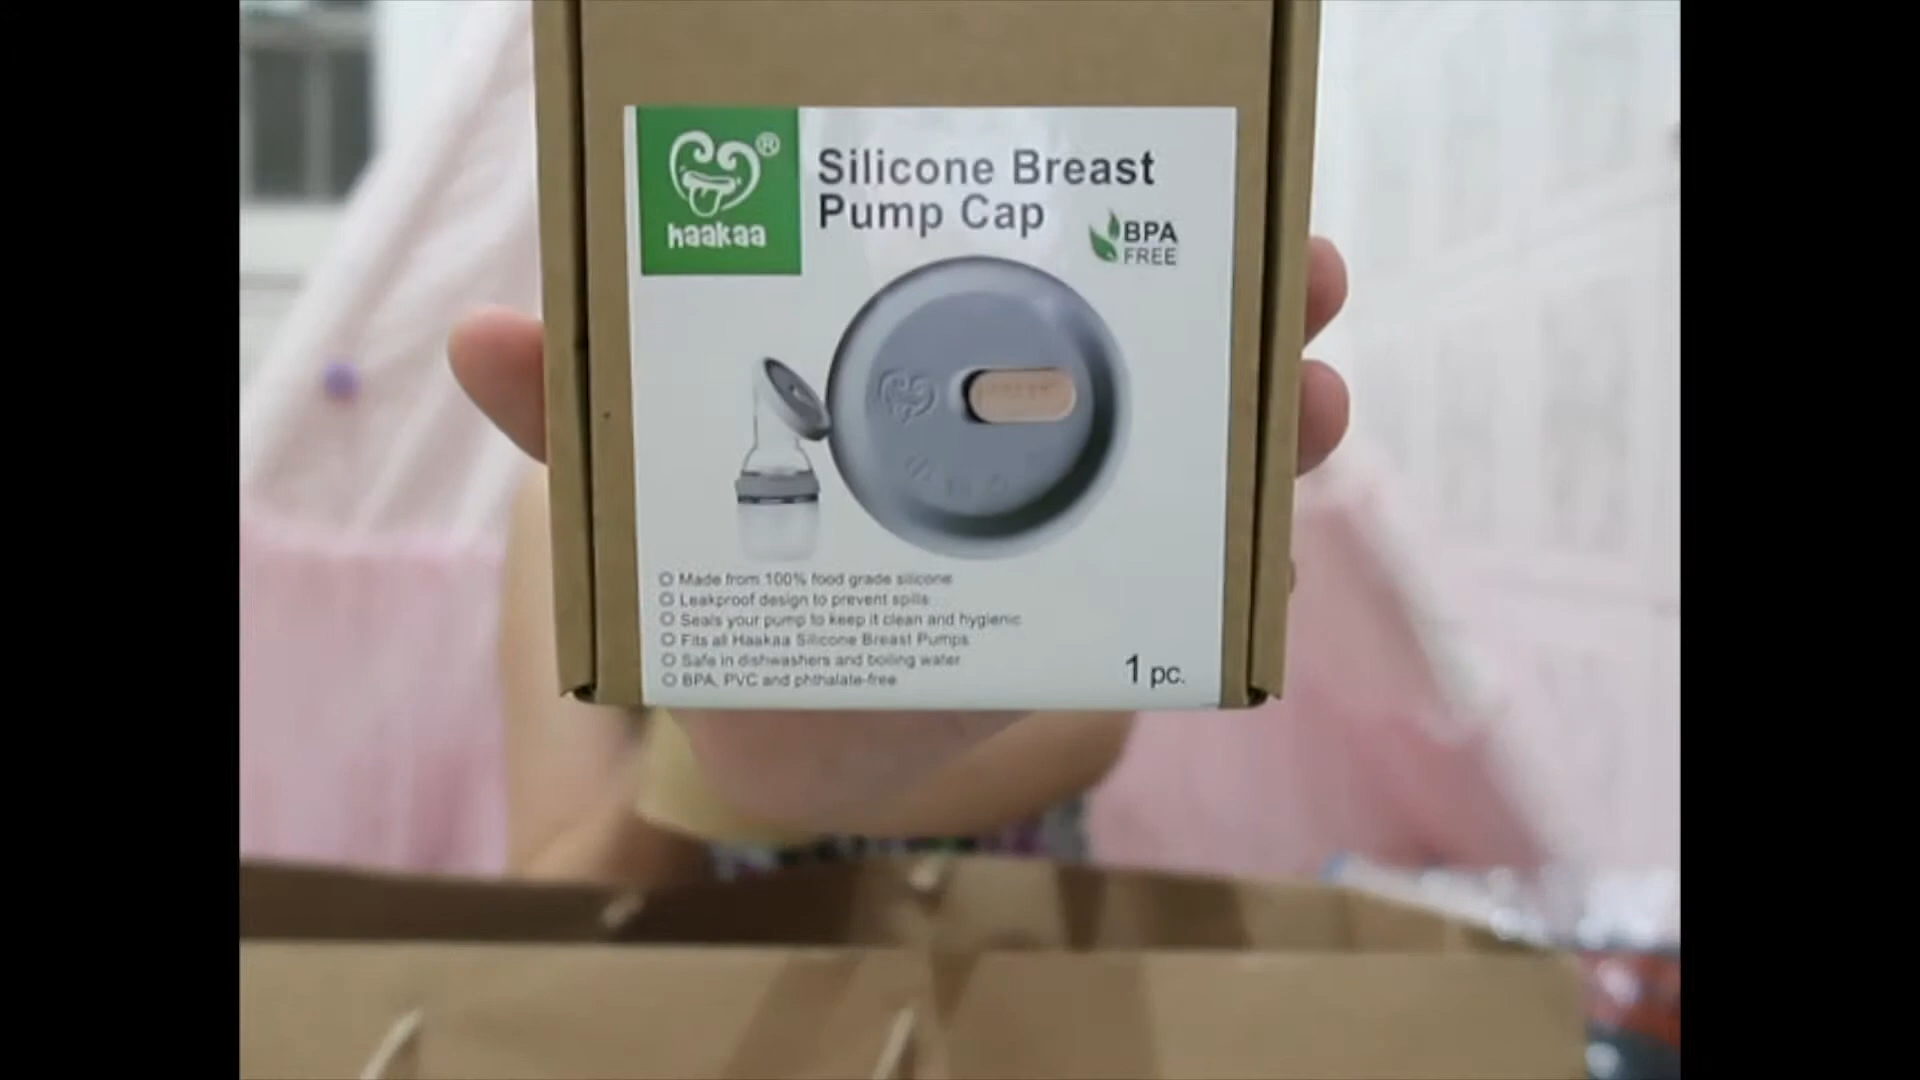 haakaa®
Silicone Breast
Pump Cap
BPA
FREE
Made from 100% food grade silicone
Leakproof design to prevent spills
Seals your pump to keep it clean and hygienic
Fits all Haakaa Silicone Breast Pumps
Safe in dishwashers and boiling water
BPA, PVC and phthalate-free
1 pc.